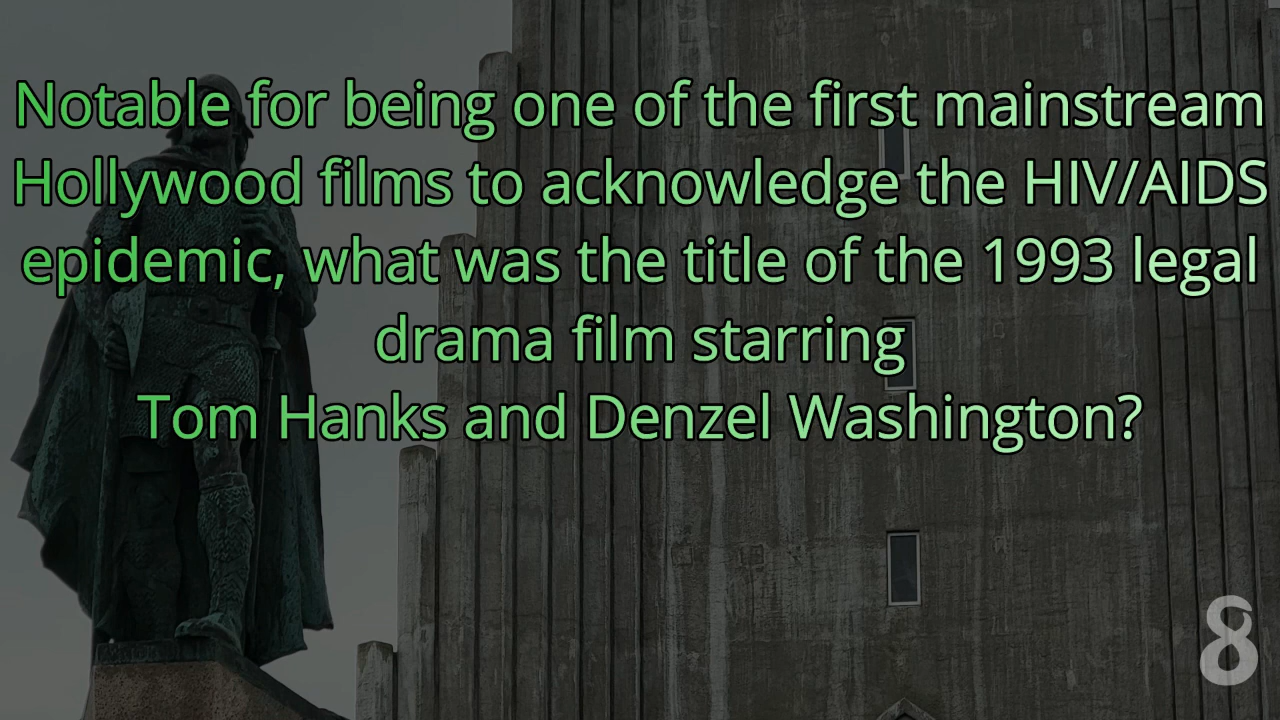 Notable for being one of the first mainstream
Hollywood films to acknowledge the HIV/AIDS
epidemic, what was the title of the 1993 legal
drama film starring
Tom Hanks and Denzel Washington?
8